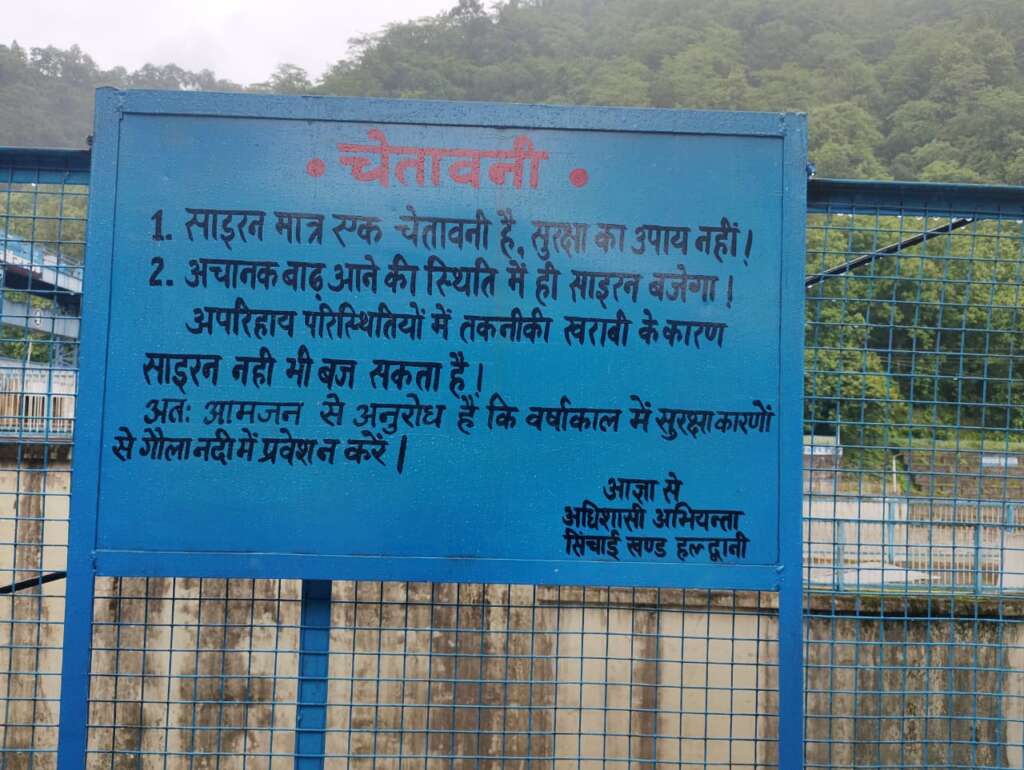 • चेतावनी •
1. साइरन मात्र एक चेतावनी है, सुरक्षा का उपाय नहीं!
2. अचानक बाढ़ आने की स्थिति में ही साइरन बजेगा!
अपरिहाय परिस्थितियों में तकनीकी खराबी के कारण
साइरन नही भी बज सकता है।
अतः आमजन से अनुरोध है कि वर्षाकाल में सुरक्षा कारणों
से गौला नदी में प्रवेश न करें।
आज्ञा से
अधिशासी अभियन्ता
सिंचाई खण्ड हल्द्वानी